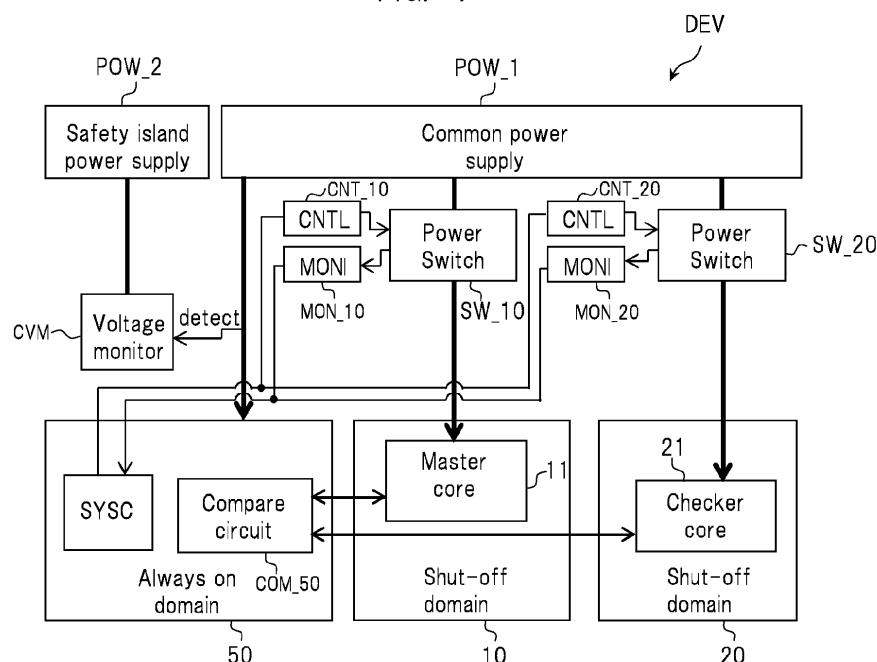 DEV
POW_2
POW_1
Safety island
power supply
Common power
supply
CNT_10
CNT_20
CNTL
Power
Switch
CNTL
Power
Switch
SW_20
MONI
MONI
MON_10
SW_10
MON_20
CVM
Voltage
monitor
detect
SYSC
Compare
circuit
COM_50
Always on
domain
50
Master
core
11
Shut-off
domain
10
21
Checker
core
Shut-off
domain
20